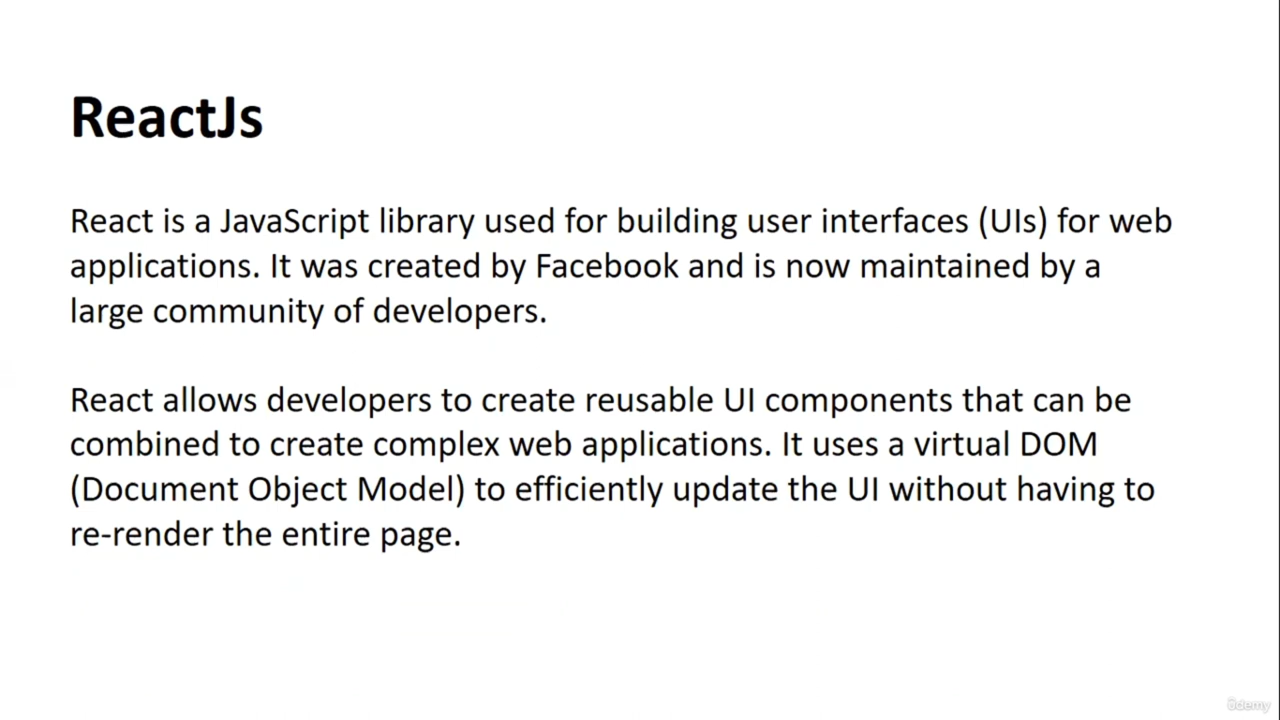 ReactJs
React is a JavaScript library used for building user interfaces (UIs) for web
applications. It was created by Facebook and is now maintained by a
large community of developers.
React allows developers to create reusable UI components that can be
combined to create complex web applications. It uses a virtual DOM
(Document Object Model) to efficiently update the UI without having to
re-render the entire page.
ûdemy